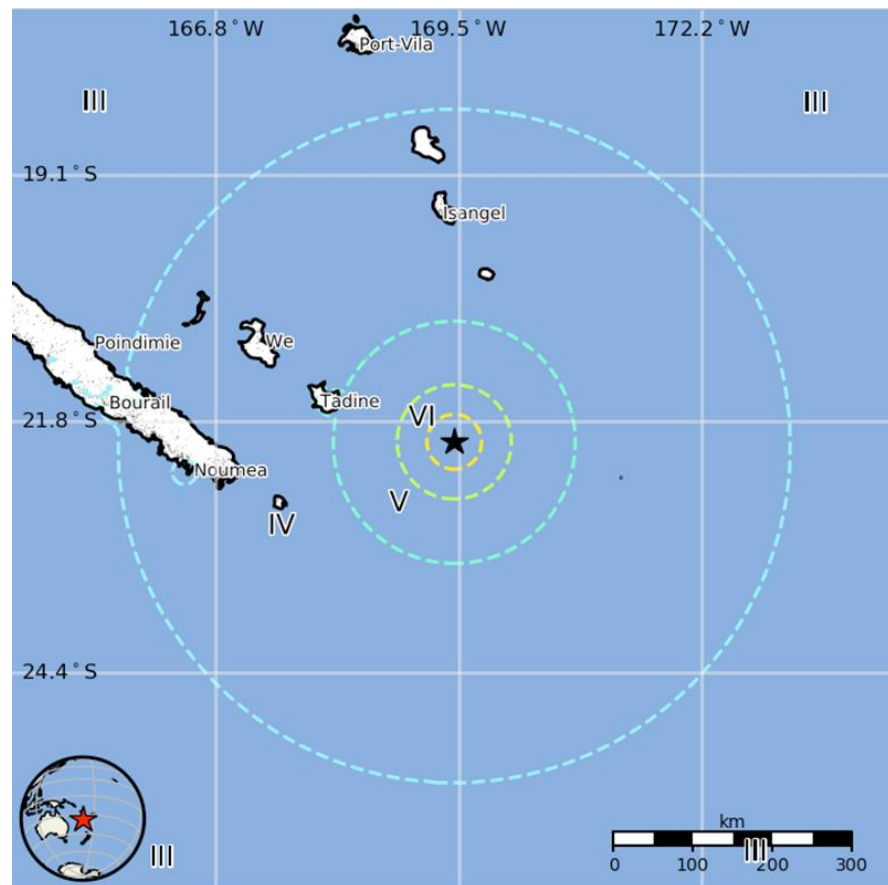 166.8°W 169.5°W 172.2°W
Port-Vila
III III
19.1°S
Isangel
Poindimie We
Bourail Tadine
21.8°S VI
Noumea
V
IV
24.4°S
km
III III
0 100 200 300